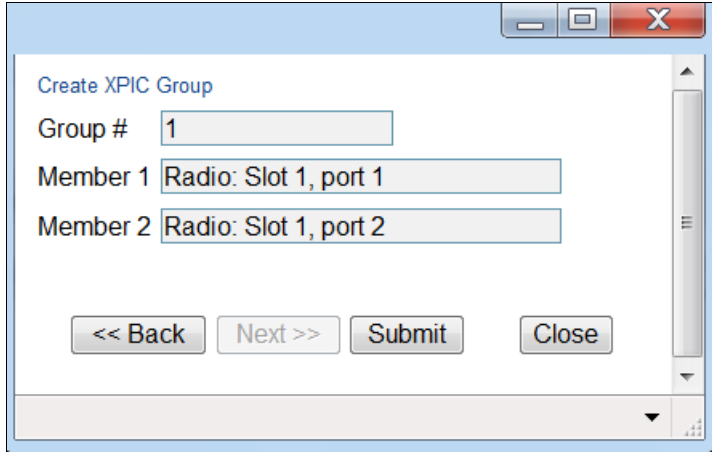 Create XPIC Group
Group # 1
Member 1 Radio: Slot 1, port 1
Member 2 Radio: Slot 1, port 2
<< Back Next >> Submit Close